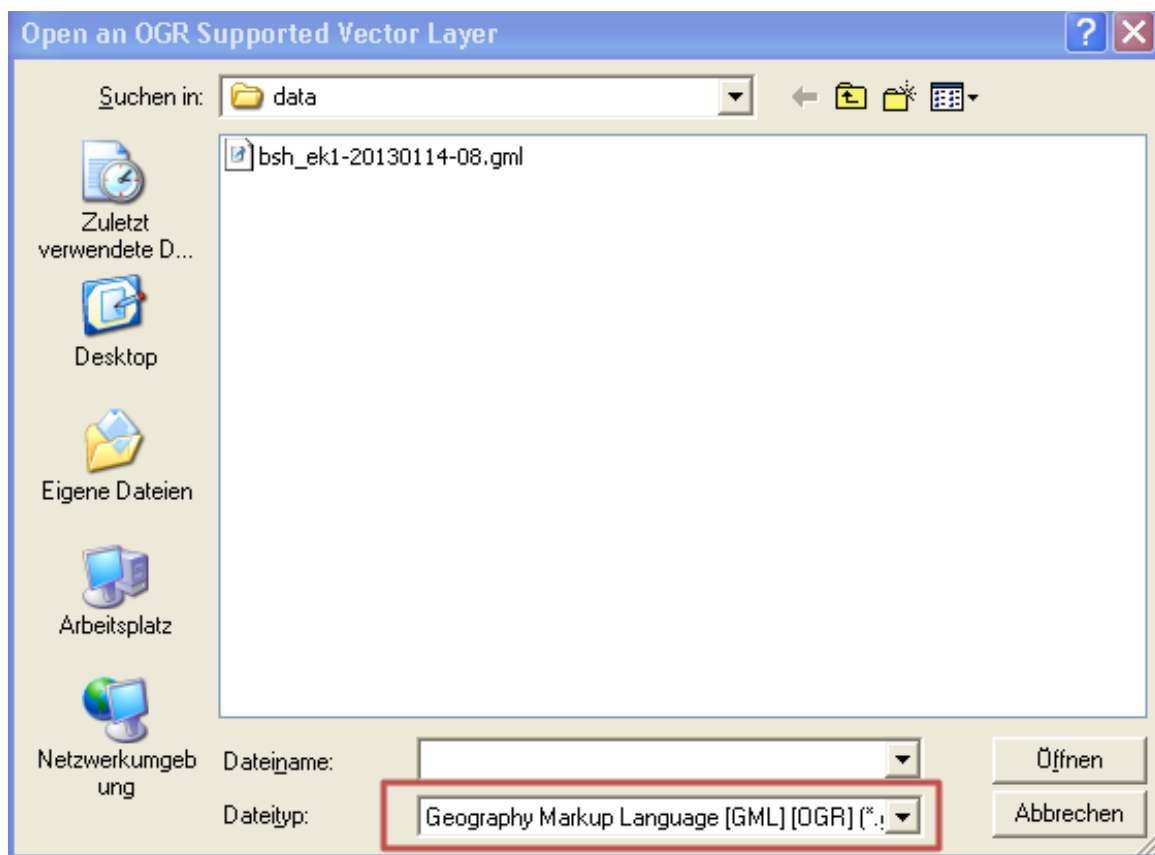 Open an OGR Supported Vector Layer
Suchen in:
data
bsh_ek1-20130114-08.gml
Zuletzt
verwendete D...
Desktop
Eigene Dateien
Arbeitsplatz
Netzwerkumgeb
ung
Dateiname:
Öffnen
Dateityp:
Geography Markup Language [GML] [OGR] (*.g
Abbrechen